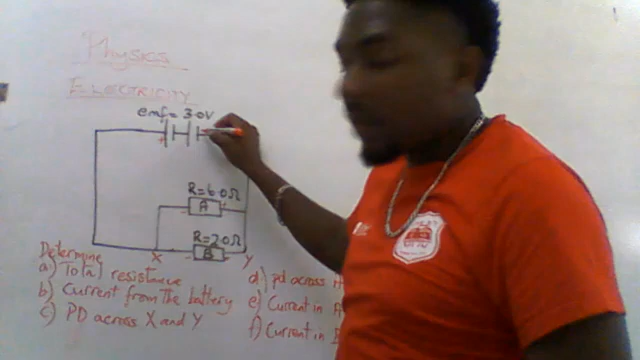 Physics
ELECTRICITY
emf = 3.0V
R = 6.0Ω
A
R = 2.0Ω
X
B
Y
Determine
a) Total resistance
b) Current from the battery
c) PD across X and Y
d) pd across
e) Current in A
f) Current in